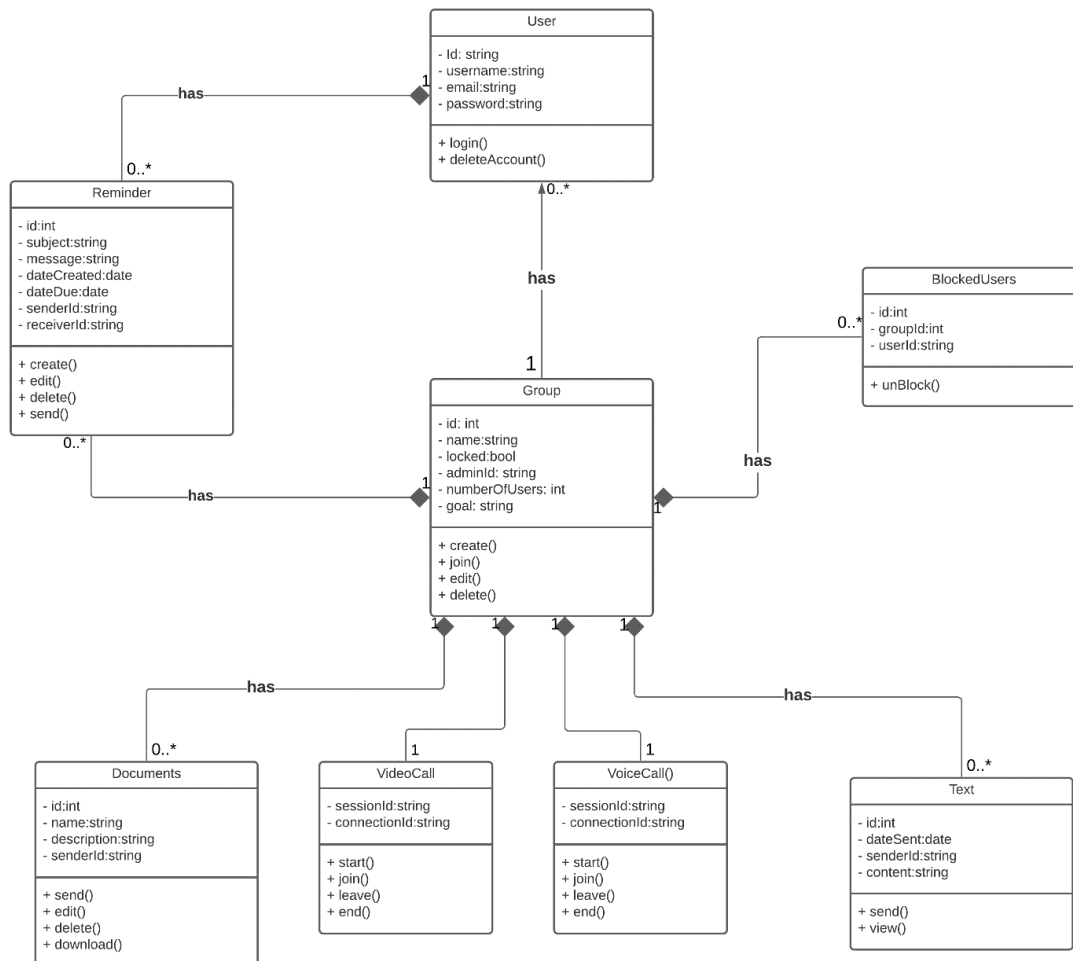 User
- Id: string
- username:string
- email:string
- password:string
+ login()
+ deleteAccount()
1
has
0..*
0..*
has
1
Reminder
- id:int
- subject:string
- message:string
- dateCreated:date
- dateDue:date
- senderId:string
- receiverId:string
+ create()
+ edit()
+ delete()
+ send()
0..*
has
1
BlockedUsers
- id:int
- groupId:int
- userId:string
+ unBlock()
0..*
has
1
Group
- id: int
- name:string
- locked:bool
- adminId: string
- numberOfUsers: int
- goal: string
+ create()
+ join()
+ edit()
+ delete()
1
1
1
1
has
has
0..*
1
1
0..*
Documents
- id:int
- name:string
- description:string
- senderId:string
+ send()
+ edit()
+ delete()
+ download()
VideoCall
- sessionId:string
- connectionId:string
+ start()
+ join()
+ leave()
+ end()
VoiceCall()
- sessionId:string
- connectionId:string
+ start()
+ join()
+ leave()
+ end()
Text
- id:int
- dateSent:date
- senderId:string
- content:string
+ send()
+ view()